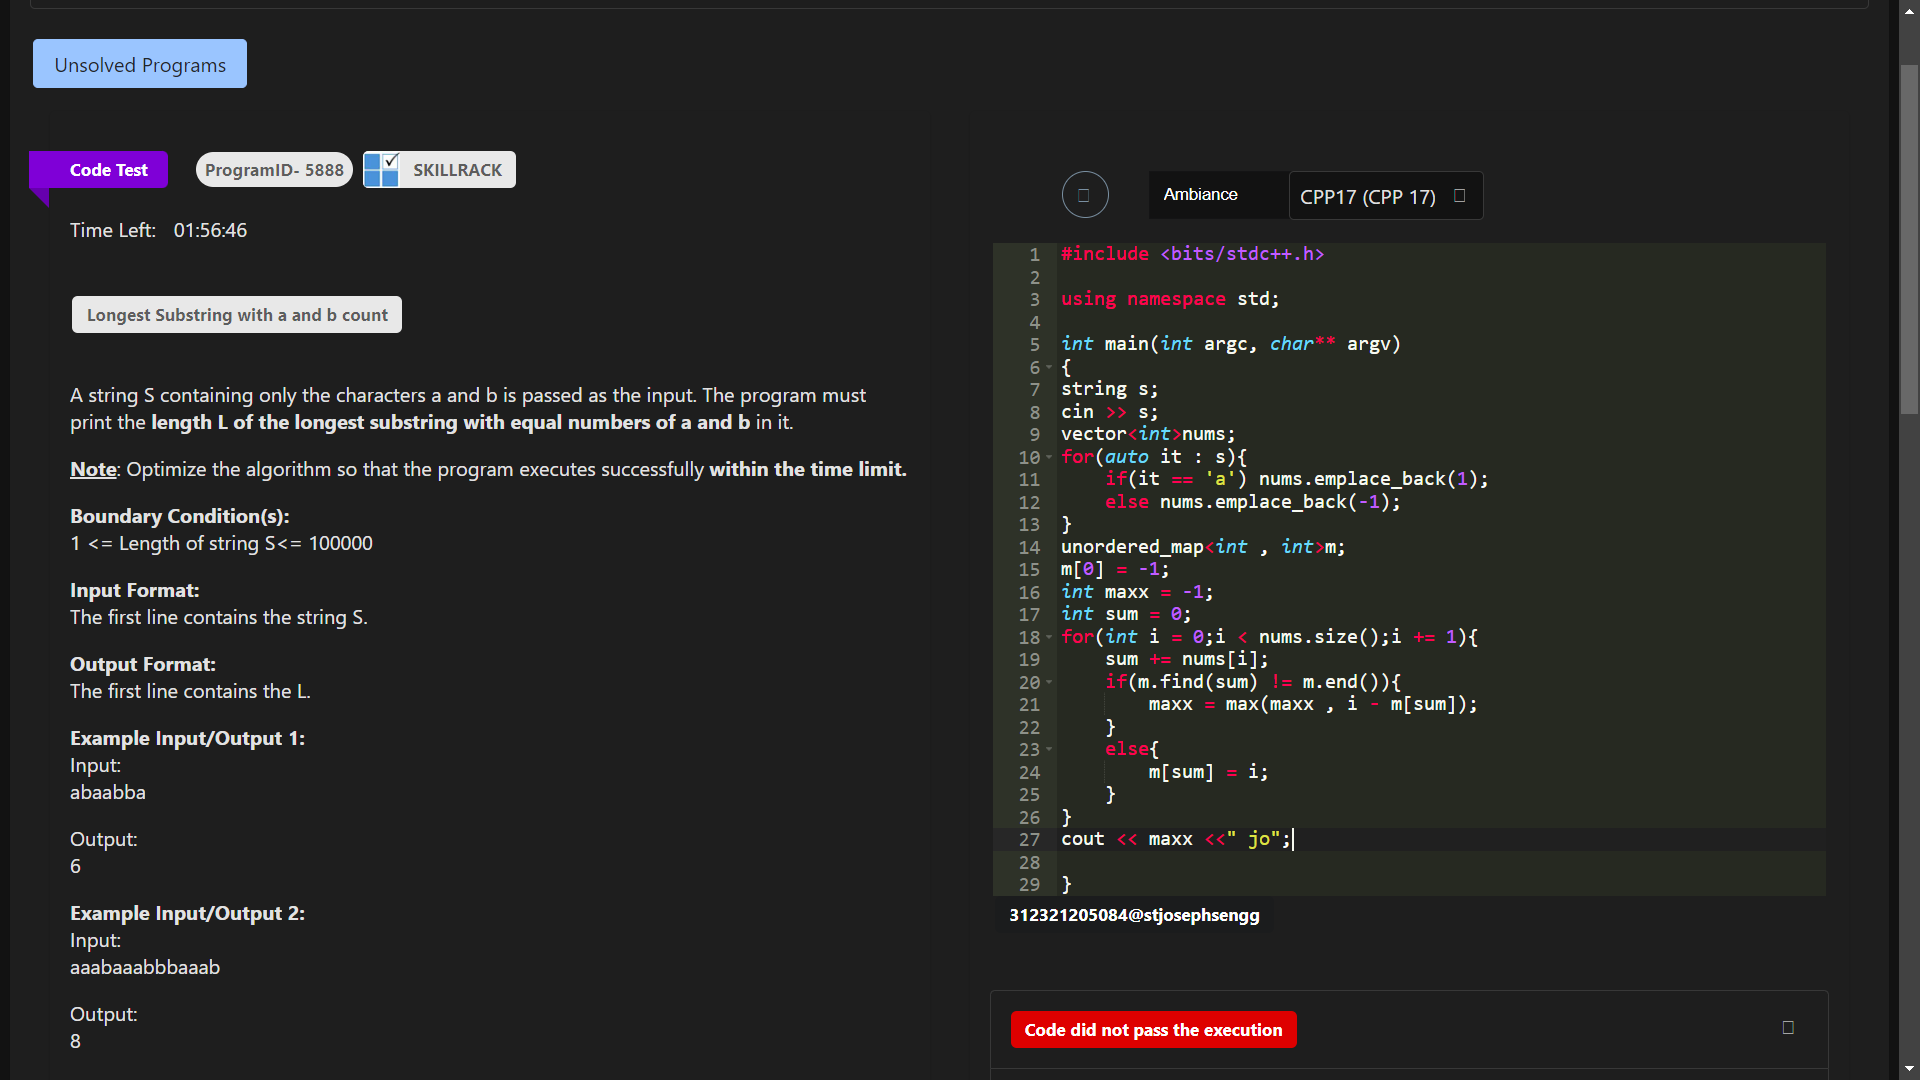 Unsolved Programs
Code Test
ProgramID- 5888
SKILLRACK
Time Left: 01:56:46
Longest Substring with a and b count
A string S containing only the characters a and b is passed as the input. The program must
print the length L of the longest substring with equal numbers of a and b in it.
Note: Optimize the algorithm so that the program executes successfully within the time limit.
Boundary Condition(s):
1 <= Length of string S<= 100000
Input Format:
The first line contains the string S.
Output Format:
The first line contains the L.
Example Input/Output 1:
Input:
abaabba
Output:
6
Example Input/Output 2:
Input:
aaabaaabbbaaab
Output:
8
Ambiance
CPP17 (CPP 17)
1 #include <bits/stdc++.h>
2
3 using namespace std;
4
5 int main(int argc, char** argv)
6 {
7 string s;
8 cin >> s;
9 vector<int>nums;
10 for(auto it : s){
11     if(it == 'a') nums.emplace_back(1);
12     else nums.emplace_back(-1);
13 }
14 unordered_map<int , int>m;
15 m[0] = -1;
16 int maxx = -1;
17 int sum = 0;
18 for(int i = 0;i < nums.size();i += 1){
19     sum += nums[i];
20     if(m.find(sum) != m.end()){
21         maxx = max(maxx , i - m[sum]);
22     }
23     else{
24         m[sum] = i;
25     }
26 }
27 cout << maxx <<" jo";
28
29 }
312321205084@stjosephsengg
Code did not pass the execution